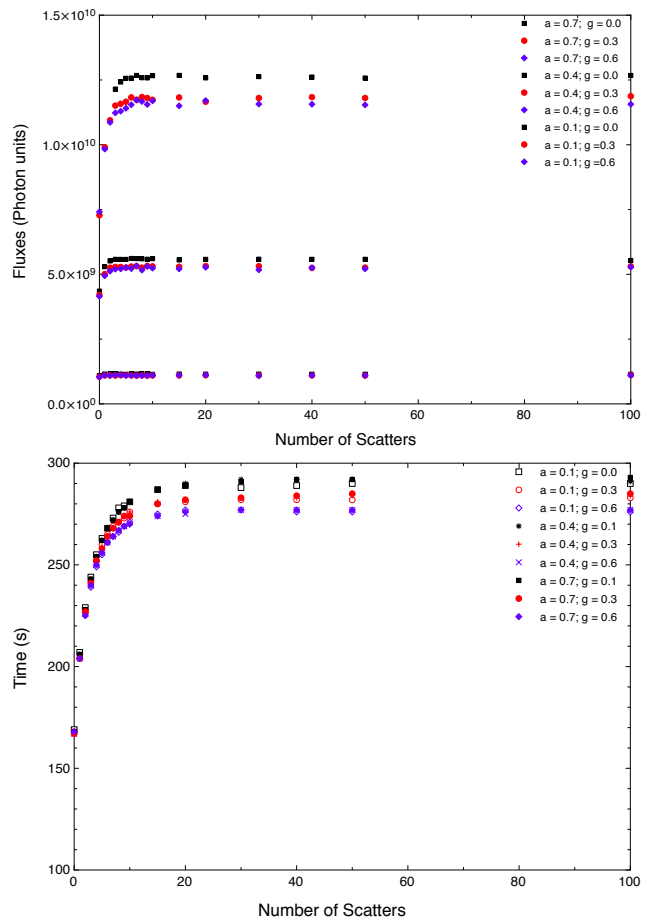 1.5×10¹⁰
1.0×10¹⁰
5.0×10⁹
0.0×10⁰
Fluxes (Photon units)
a = 0.7; g = 0.0
a = 0.7; g = 0.3
a = 0.7; g = 0.6
a = 0.4; g = 0.0
a = 0.4; g = 0.3
a = 0.4; g = 0.6
a = 0.1; g = 0.0
a = 0.1; g =0.3
a = 0.1; g =0.6
0 20 40 60 80 100
Number of Scatters
300
250
200
150
100
Time (s)
a = 0.1; g = 0.0
a = 0.1; g = 0.3
a = 0.1; g = 0.6
a = 0.4; g = 0.1
a = 0.4; g = 0.3
a = 0.4; g = 0.6
a = 0.7; g = 0.1
a = 0.7; g = 0.3
a = 0.7; g = 0.6
0 20 40 60 80 100
Number of Scatters